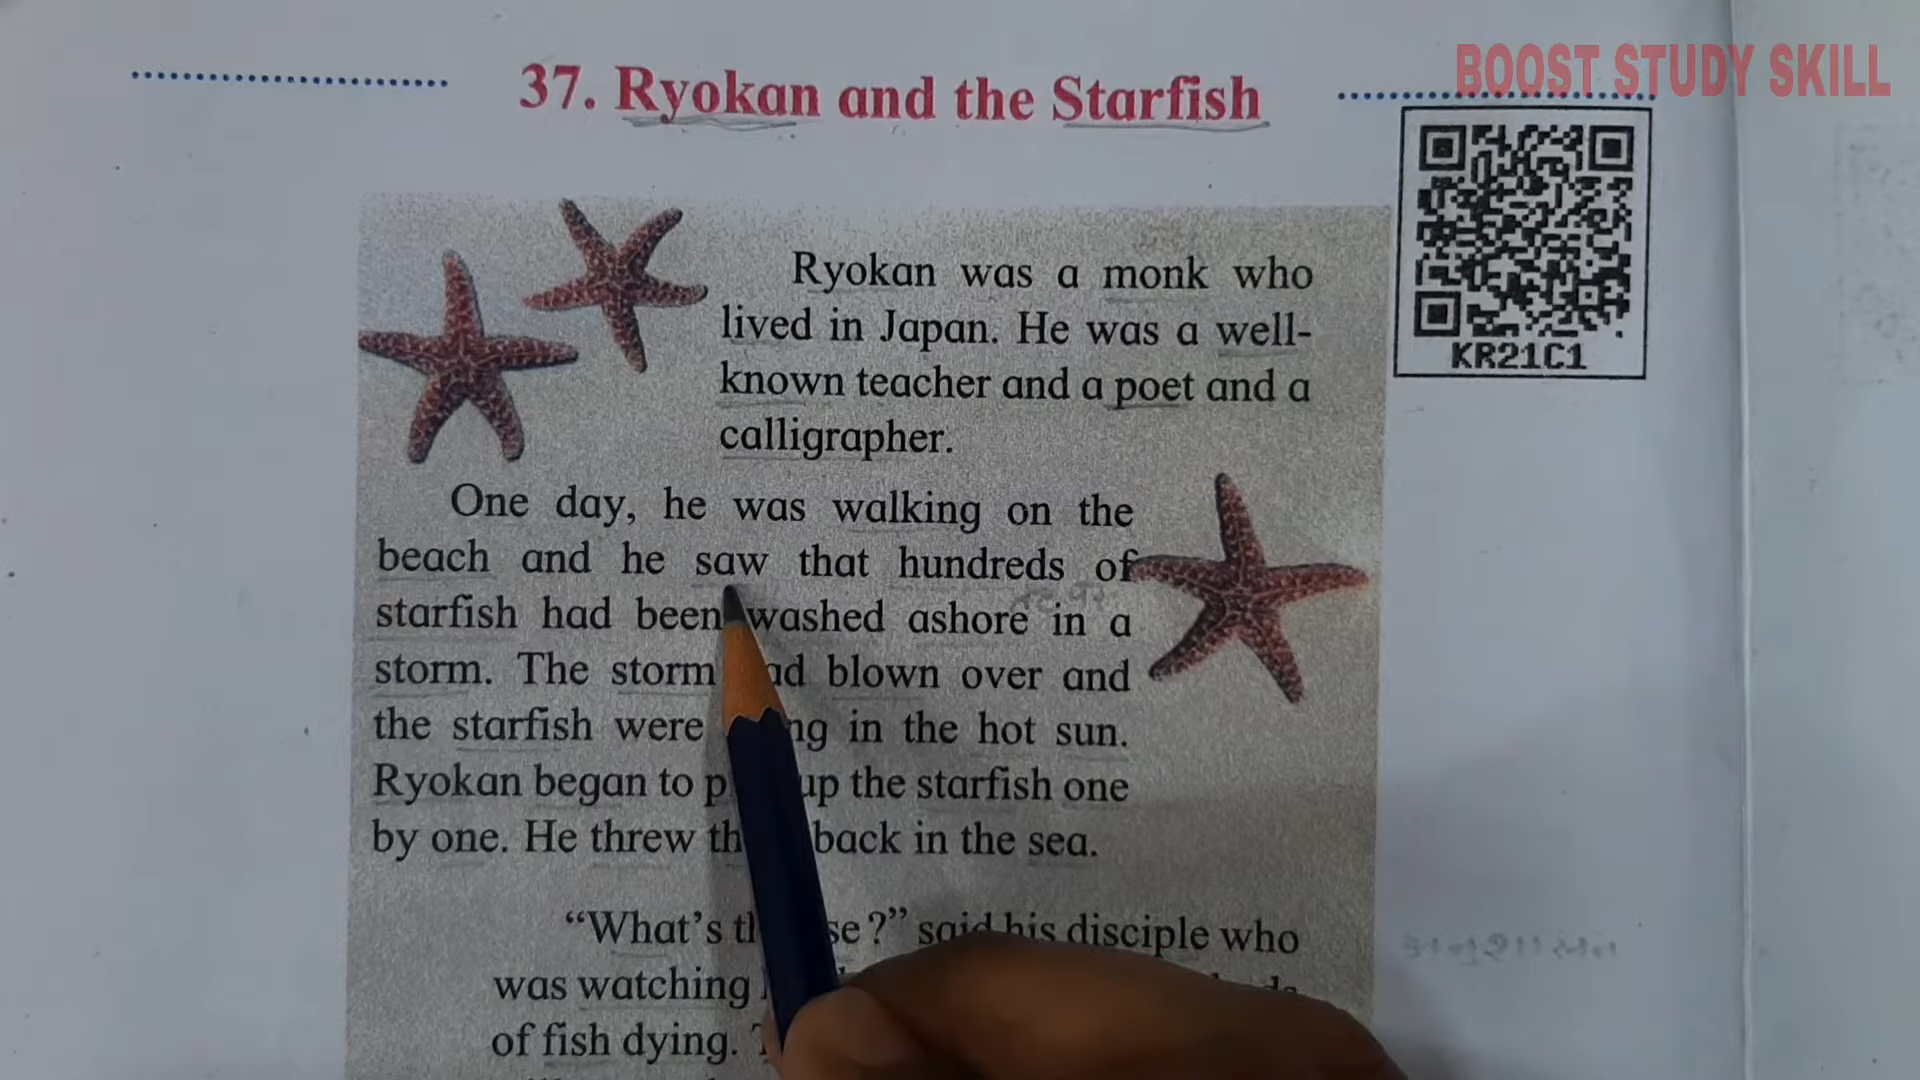 BOOST STUDY SKILL
37. Ryokan and the Starfish
KR21C1
Ryokan was a monk who
lived in Japan. He was a well-
known teacher and a poet and a
calligrapher.
One day, he was walking on the
beach and he saw that hundreds of
starfish had been washed ashore in a
storm. The storm blown over and
the starfish were in the hot sun.
Ryokan began to up the starfish one
by one. He threw back in the sea.
“What’s ?” said his disciple who
was watching
of fish dying.